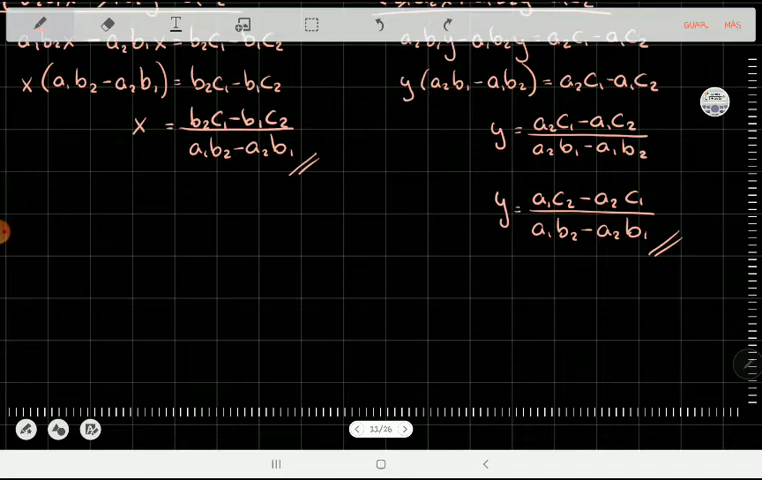 GUAR. MÁS
a₁b₂x - a₂b₁x = b₂c₁ - b₁c₂
x(a₁b₂ - a₂b₁) = b₂c₁ - b₁c₂
x = (b₂c₁ - b₁c₂)/(a₁b₂ - a₂b₁)
a₂b₁y - a₁b₂y = a₂c₁ - a₁c₂
y(a₂b₁ - a₁b₂) = a₂c₁ - a₁c₂
y = (a₂c₁ - a₁c₂)/(a₂b₁ - a₁b₂)
y = (a₁c₂ - a₂c₁)/(a₁b₂ - a₂b₁)
11/26